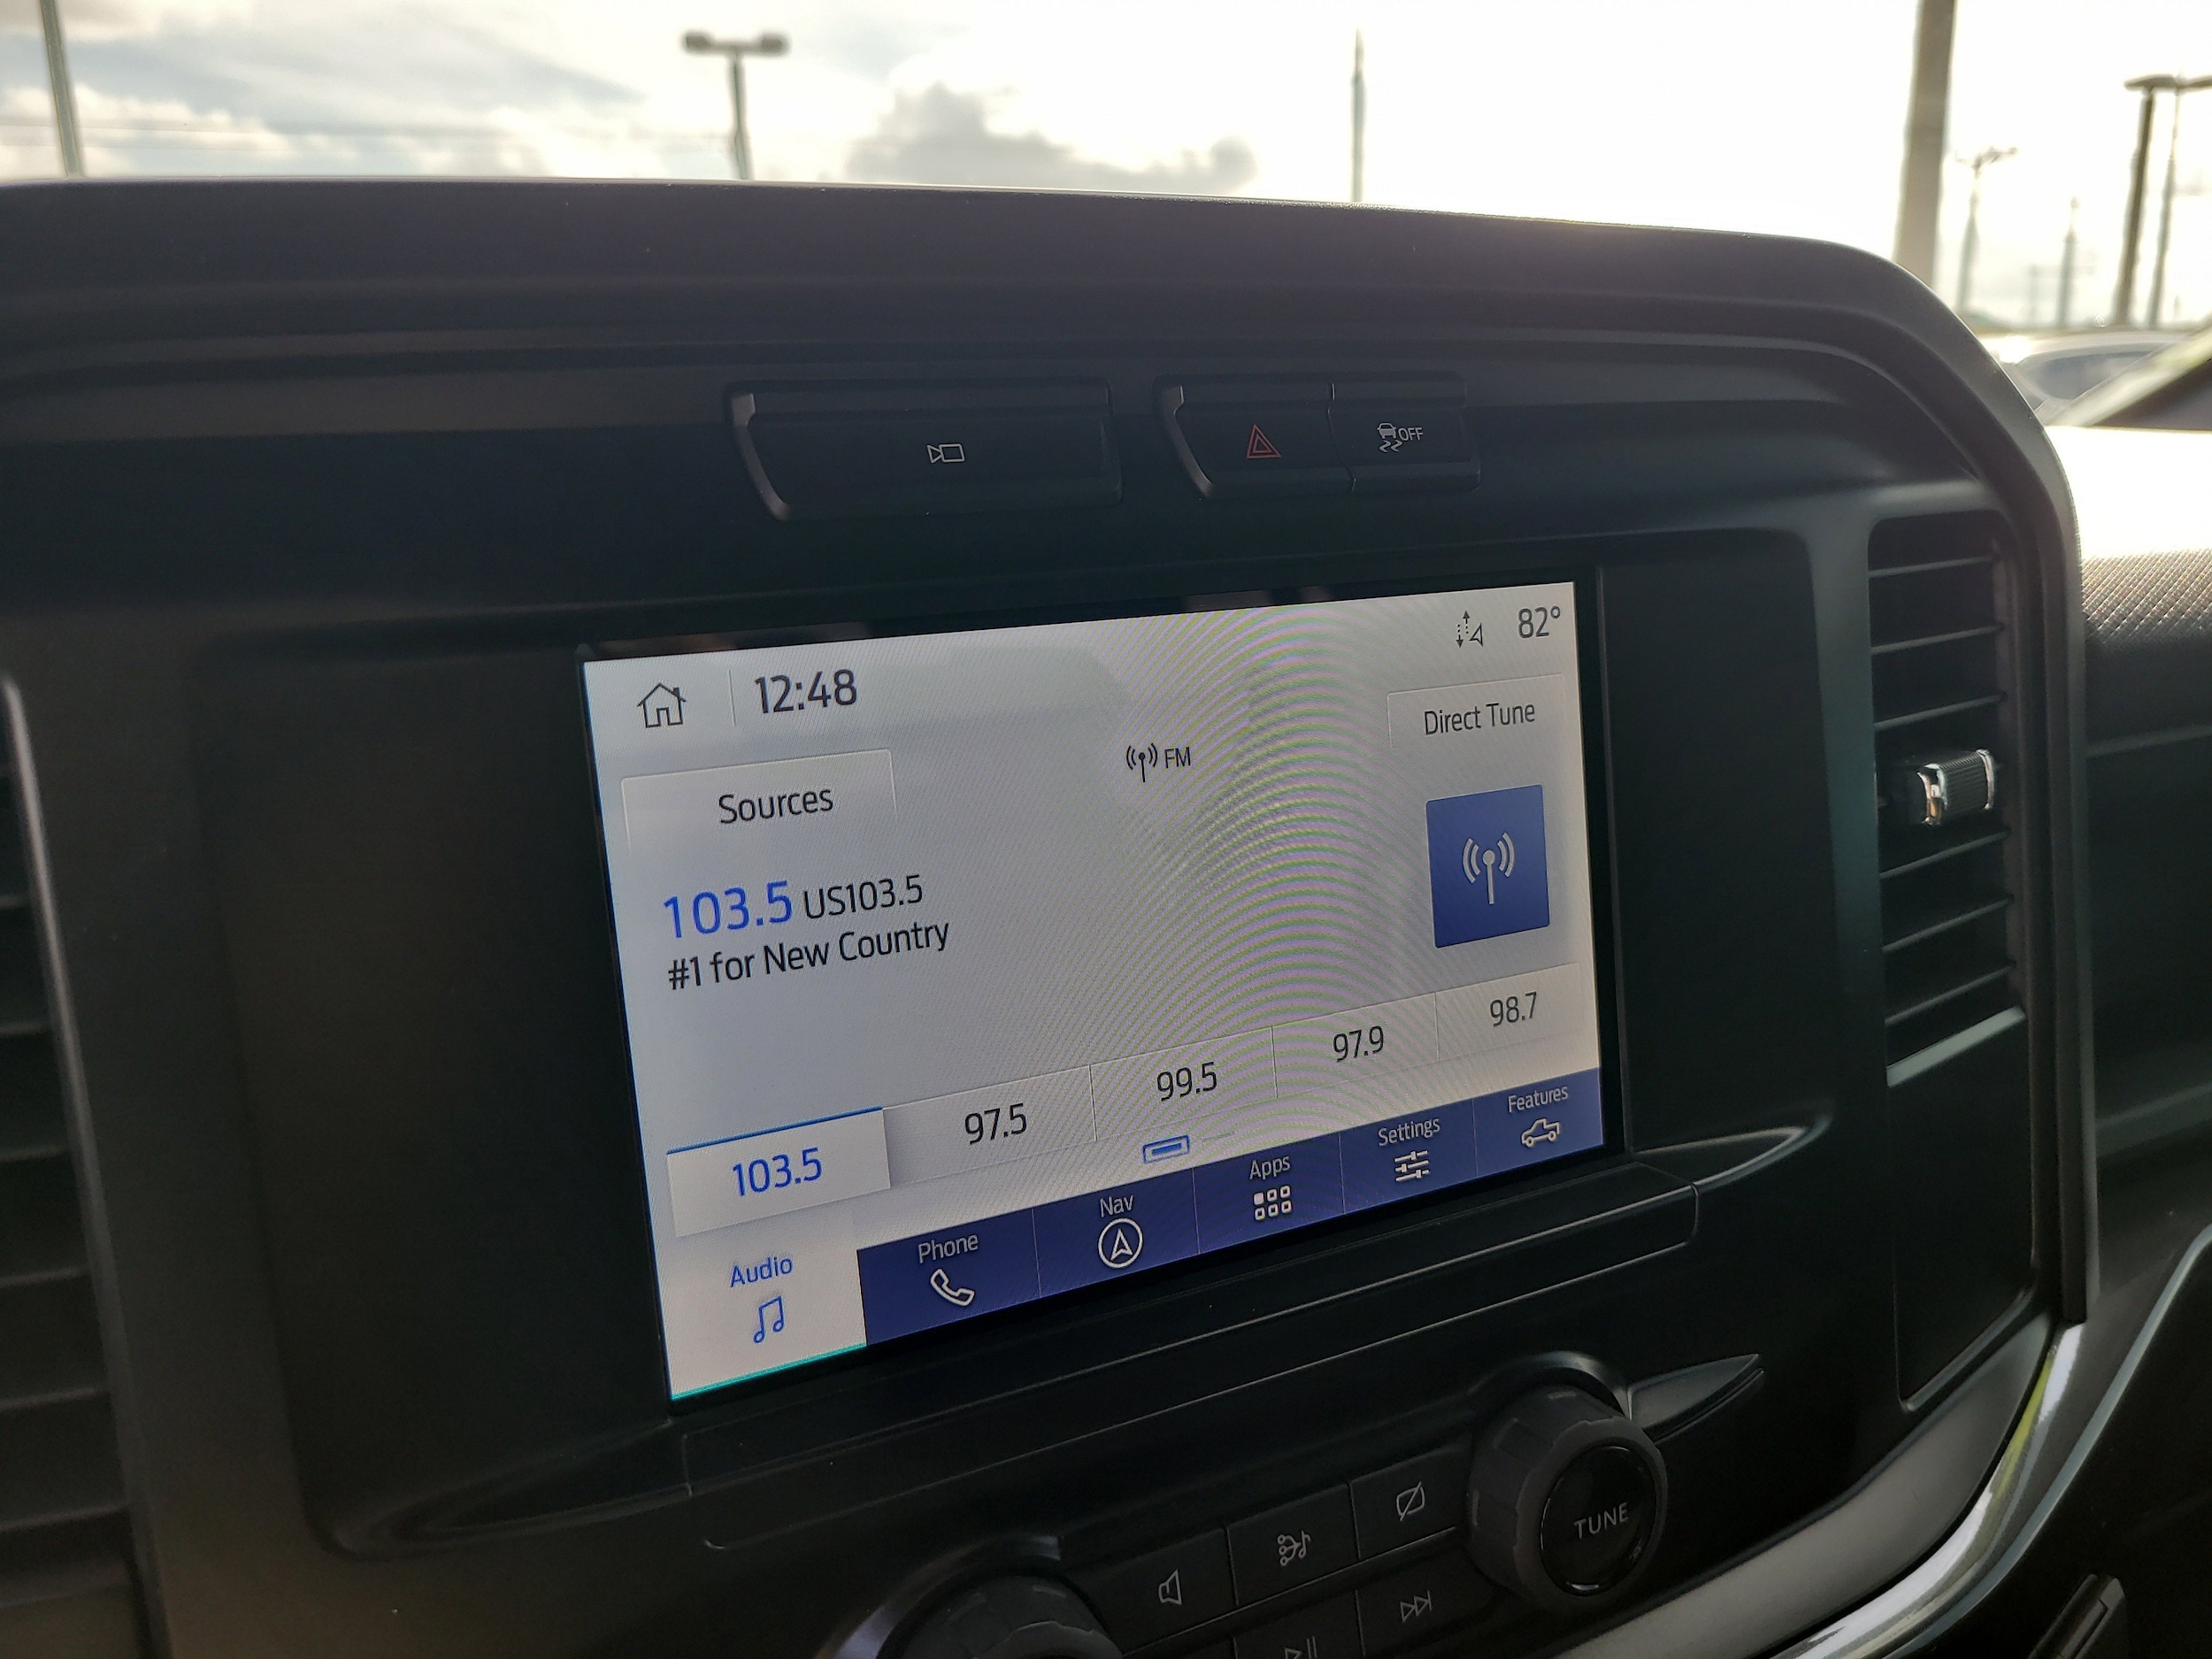 OFF
12:48
82°
Sources
FM
Direct Tune
103.5 US103.5
#1 for New Country
103.5
97.5
99.5
97.9
98.7
Audio
Phone
Nav
Apps
Settings
Features
TUNE